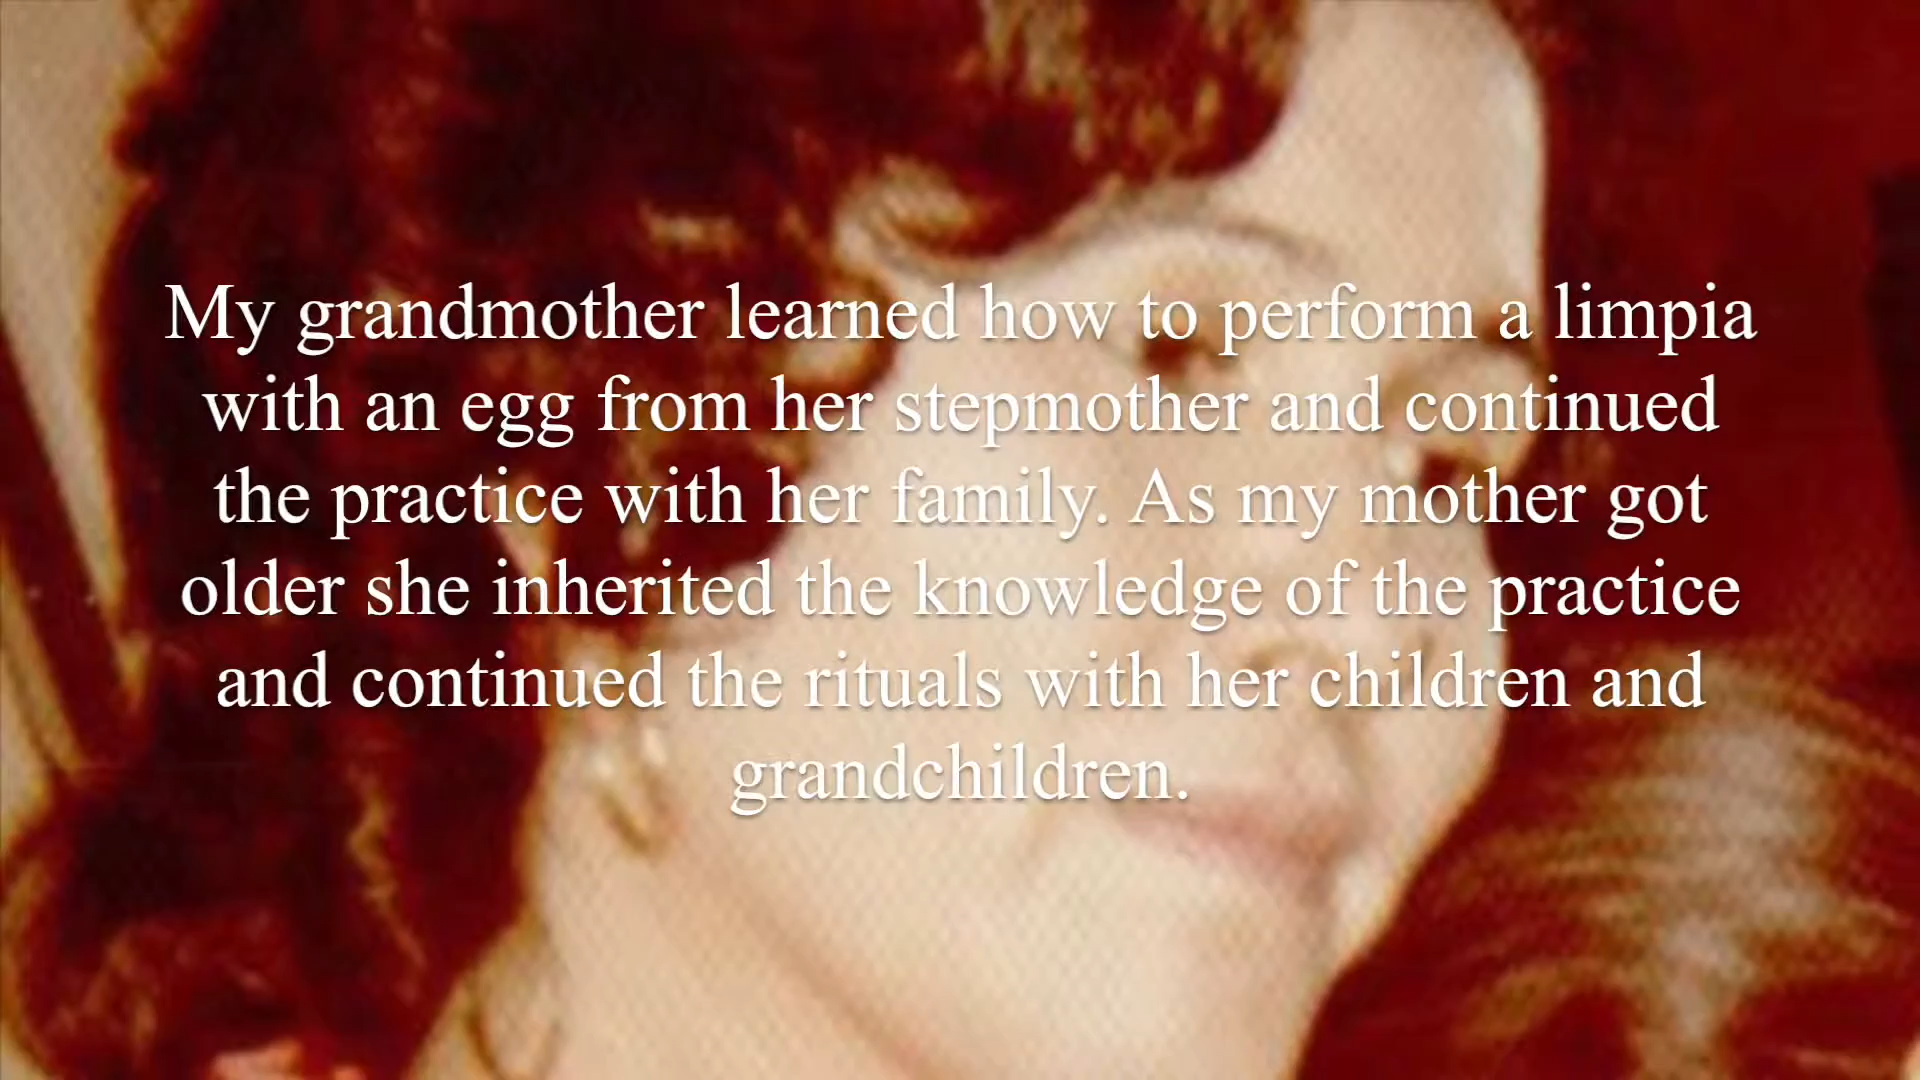 My grandmother learned how to perform a limpia
with an egg from her stepmother and continued
the practice with her family. As my mother got
older she inherited the knowledge of the practice
and continued the rituals with her children and
grandchildren.